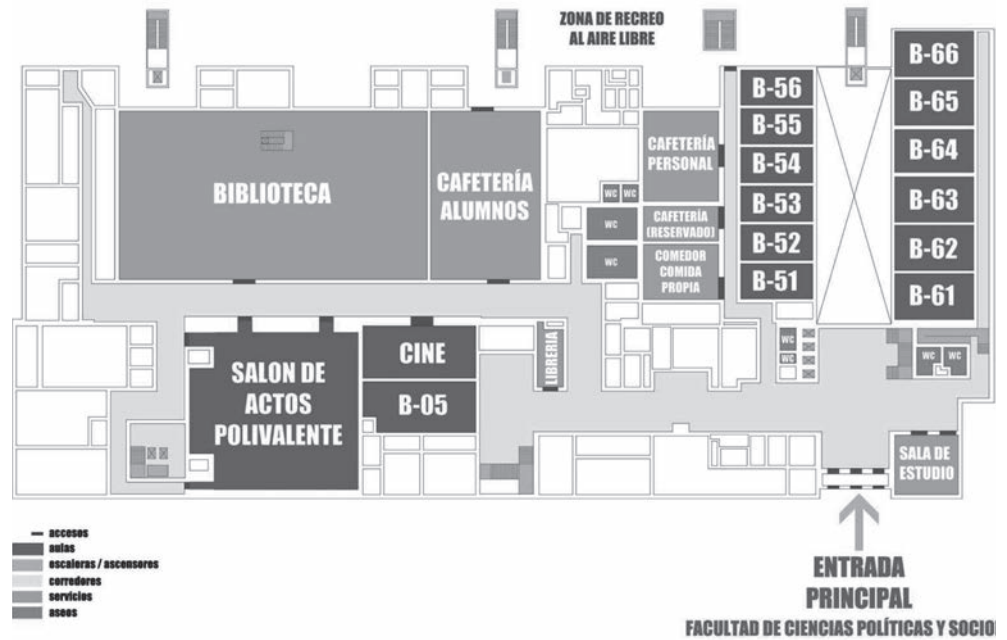 ZONA DE RECREO
AL AIRE LIBRE
B-66
B-56
B-65
B-55
B-64
B-54
CAFETERÍA
PERSONAL
BIBLIOTECA
CAFETERÍA
ALUMNOS
WC
WC
B-53
B-63
WC
CAFETERÍA
(RESERVADO)
B-52
B-62
WC
COMEDOR
COMIDA
PROPIA
B-51
B-61
SALON DE
ACTOS
POLIVALENTE
CINE
B-05
LIBRERIA
WC
WC
WC
WC
SALA DE
ESTUDIO
accesos
aulas
escaleras / ascensores
corredores
servicios
aseos
ENTRADA
PRINCIPAL
FACULTAD DE CIENCIAS POLÍTICAS Y SOCIO